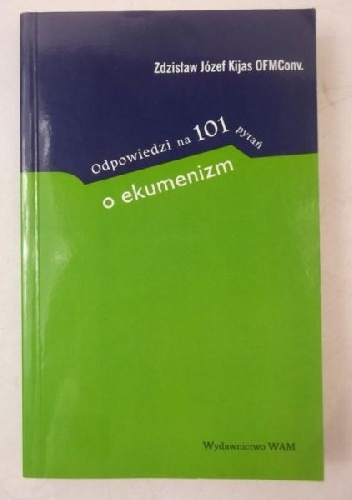 Zdzisław Józef Kijas OFMConv.
Odpowiedzi na 101 pytań
o ekumenizm
Wydawnictwo WAM